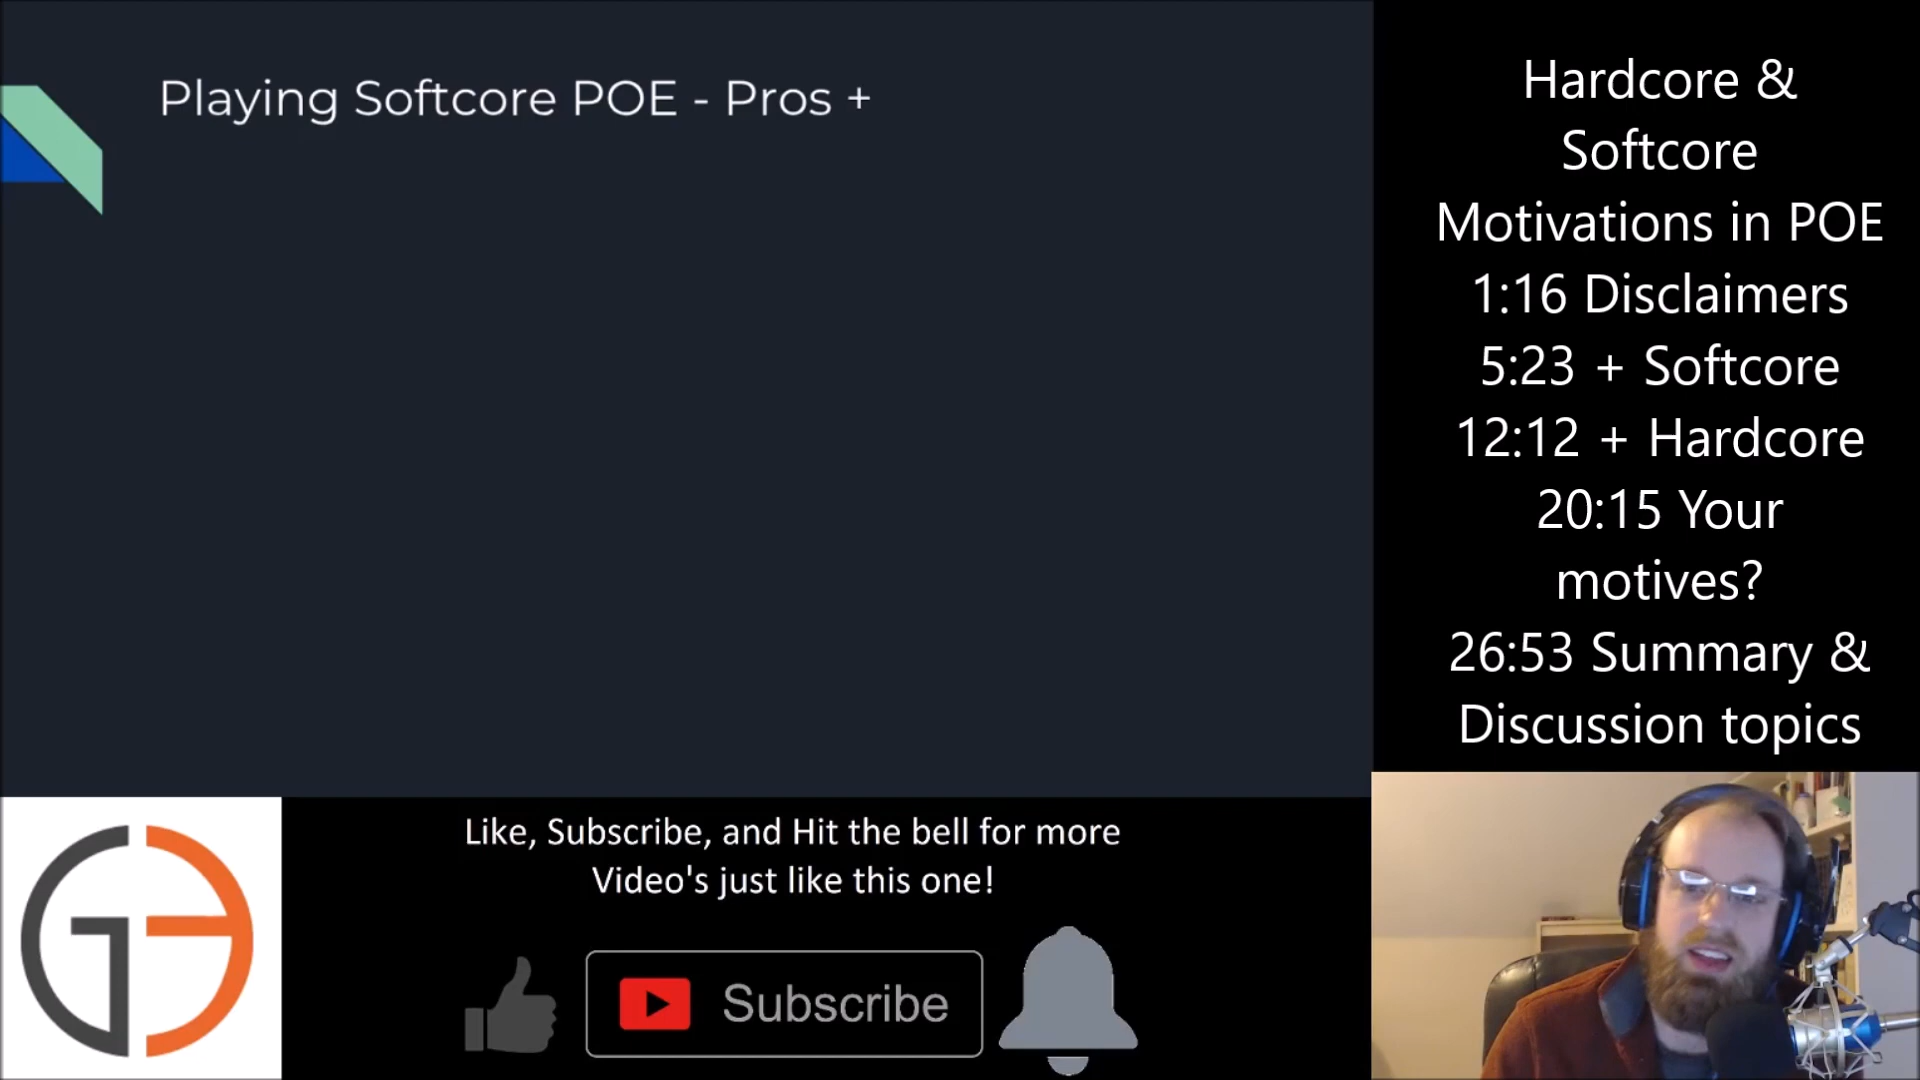 Playing Softcore POE - Pros +
Hardcore &
Softcore
Motivations in POE
1:16 Disclaimers
5:23 + Softcore
12:12 + Hardcore
20:15 Your
motives?
26:53 Summary &
Discussion topics
Like, Subscribe, and Hit the bell for more
Video's just like this one!
Subscribe